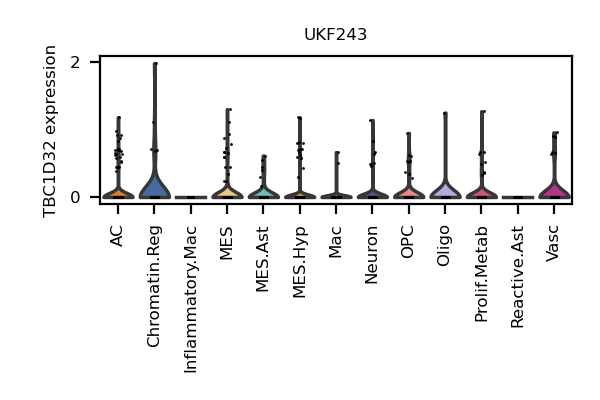 UKF243
TBC1D32 expression
2
0
AC
Chromatin.Reg
Inflammatory.Mac
MES
MES.Ast
MES.Hyp
Mac
Neuron
OPC
Oligo
Prolif.Metab
Reactive.Ast
Vasc